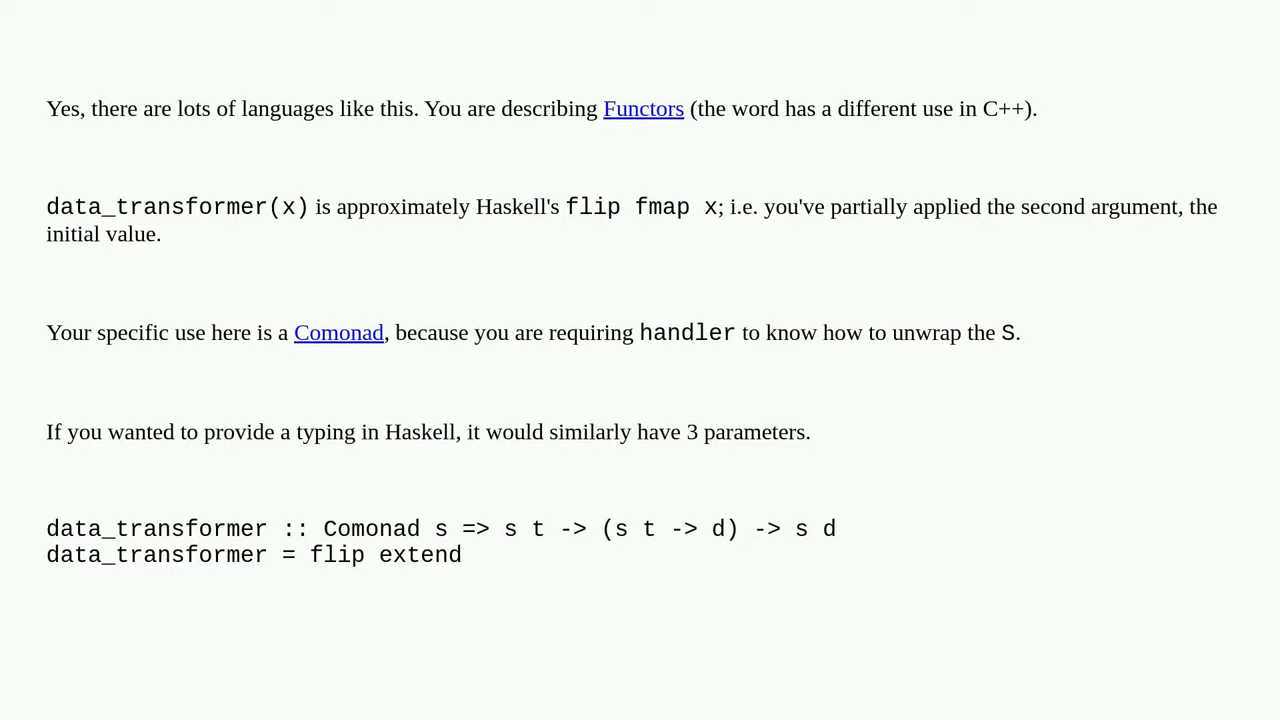 Yes, there are lots of languages like this. You are describing Functors (the word has a different use in C++).
data_transformer(x) is approximately Haskell's flip fmap x; i.e. you've partially applied the second argument, the
initial value.
Your specific use here is a Comonad, because you are requiring handler to know how to unwrap the S.
If you wanted to provide a typing in Haskell, it would similarly have 3 parameters.
data_transformer :: Comonad s => s t -> (s t -> d) -> s d
data_transformer = flip extend